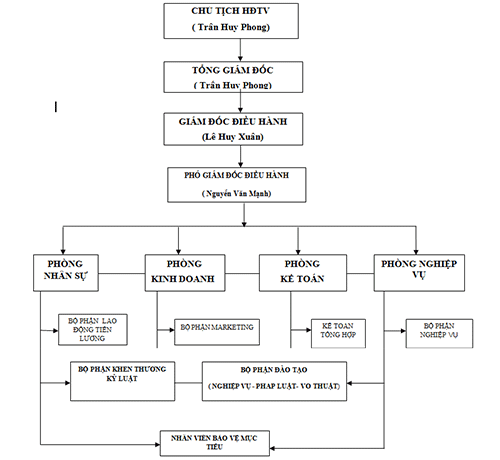 CHỦ TỊCH HĐTV
( Trần Huy Phong)
TỔNG GIÁM ĐỐC
( Trần Huy Phong)
GIÁM ĐỐC ĐIỀU HÀNH
(Lê Huy Xuân)
PHÓ GIÁM ĐỐC ĐIỀU HÀNH
(Nguyễn Văn Mạnh)
PHÒNG
NHÂN SỰ
PHÒNG
KINH DOANH
PHÒNG
KẾ TOÁN
PHÒNG NGHIỆP
VỤ
BỘ PHẬN LAO
ĐỘNG TIỀN
LƯƠNG
BỘ PHẬN MARKETING
KẾ TOÁN
TỔNG HỢP
BỘ PHẬN
NGHIỆP VỤ
BỘ PHẬN KHEN THƯƠNG
KỶ LUẬT
BỘ PHẬN ĐÀO TẠO
( NGHIỆP VỤ - PHÁP LUẬT- VÕ THUẬT)
NHÂN VIÊN BẢO VỆ MỤC
TIÊU